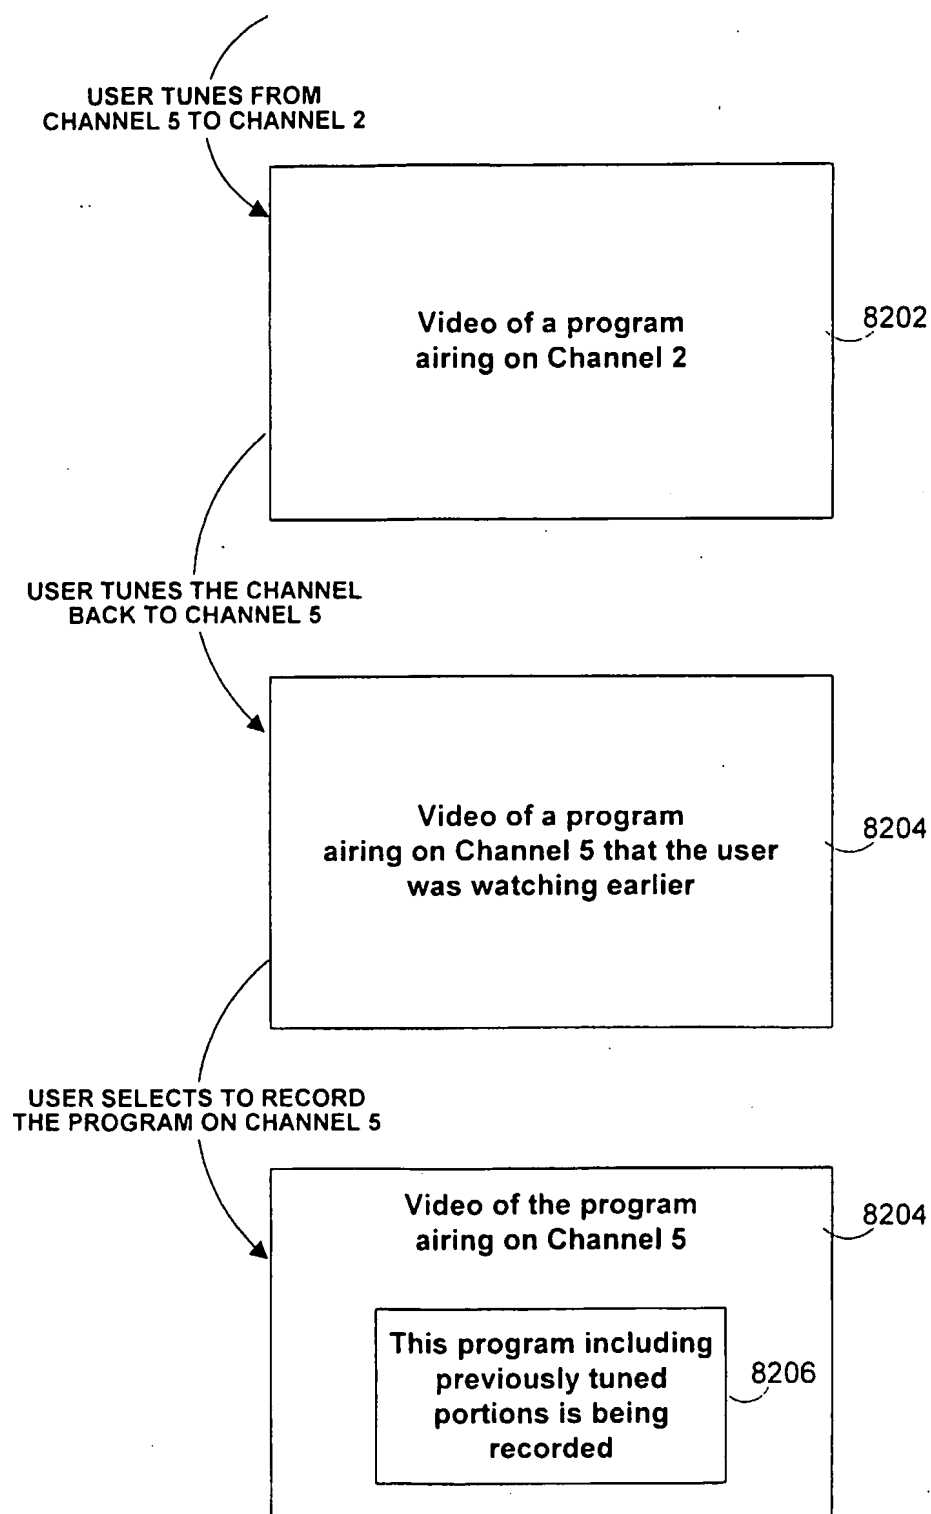 USER TUNES FROM
CHANNEL 5 TO CHANNEL 2
Video of a program
airing on Channel 2
8202
USER TUNES THE CHANNEL
BACK TO CHANNEL 5
Video of a program
airing on Channel 5 that the user
was watching earlier
8204
USER SELECTS TO RECORD
THE PROGRAM ON CHANNEL 5
Video of the program
airing on Channel 5
8204
This program including
previously tuned
portions is being
recorded
8206